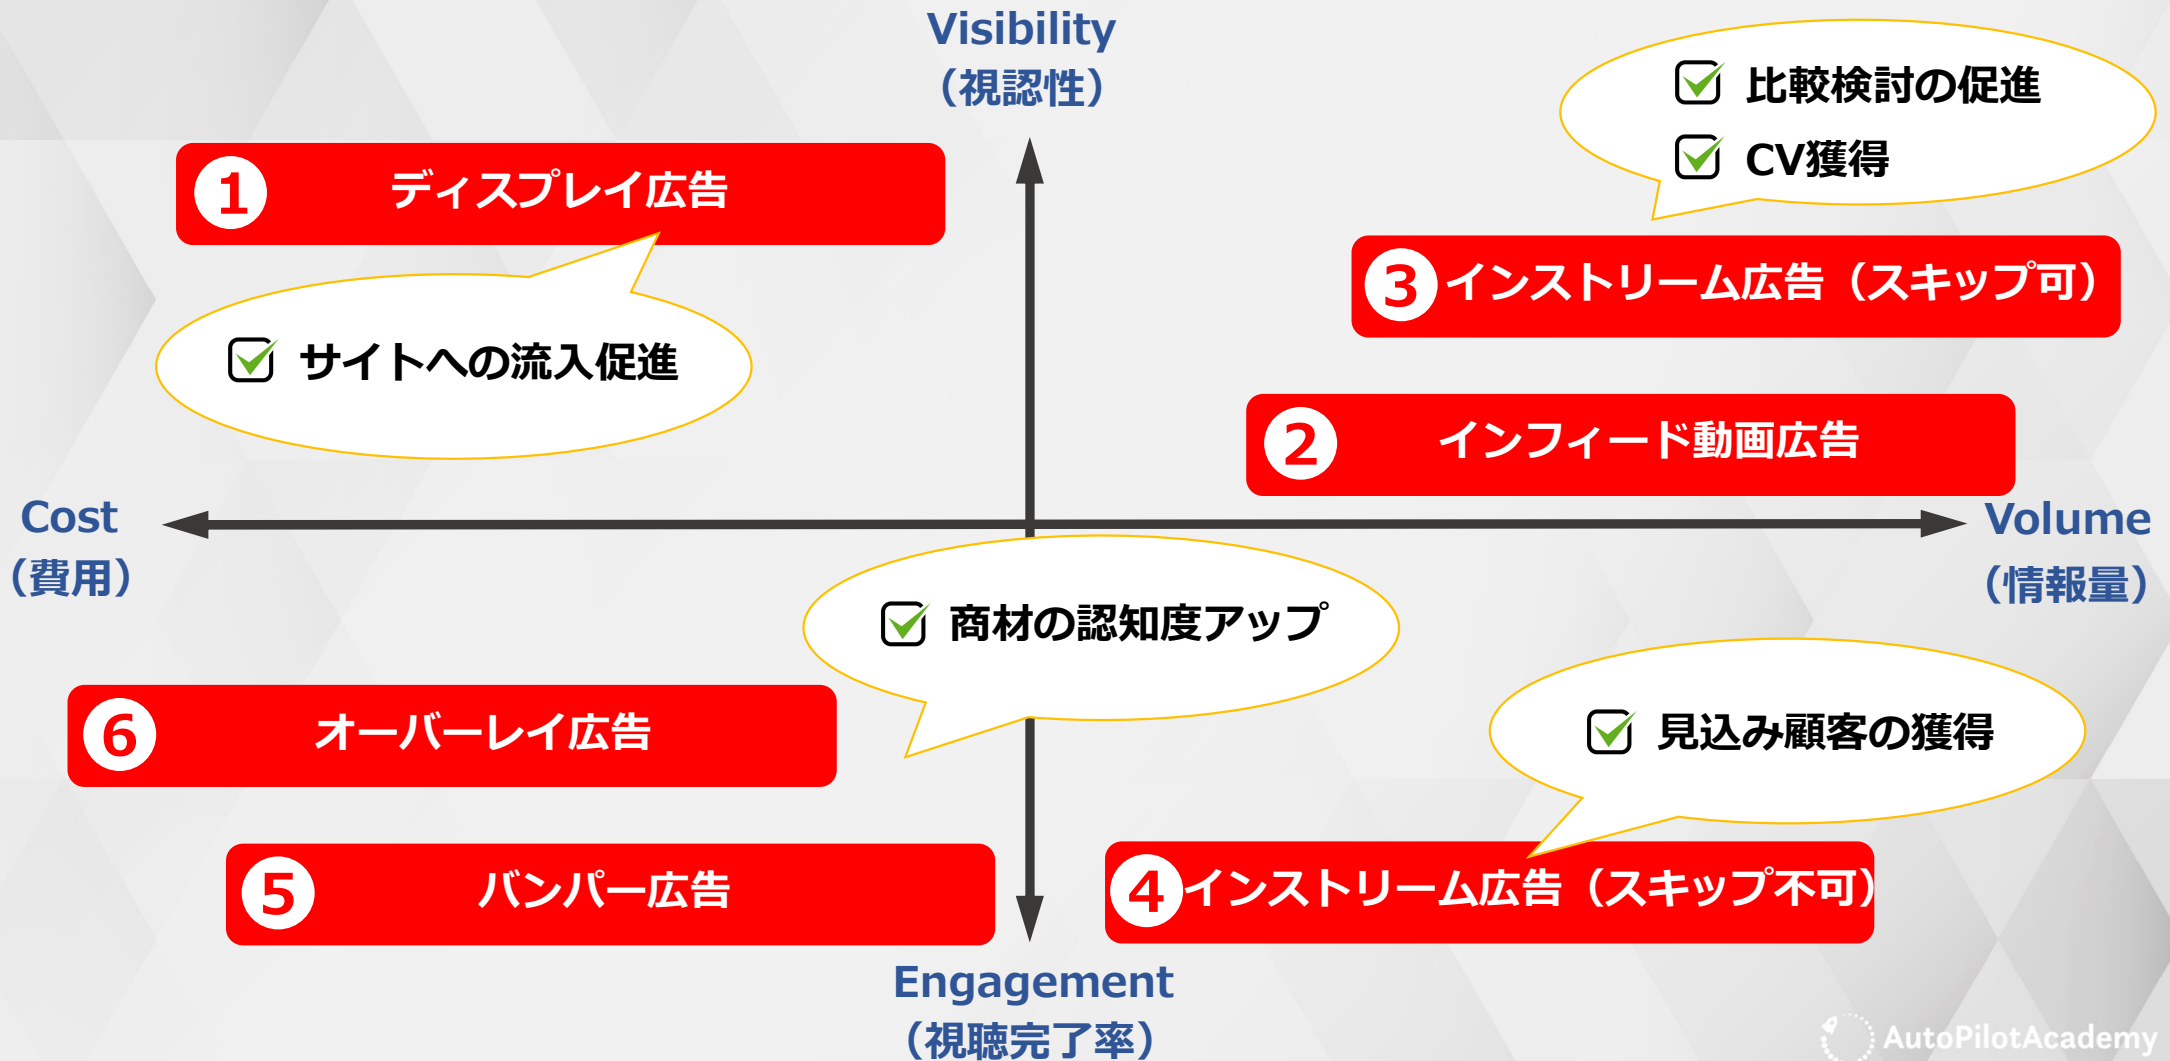 Visibility
（視認性）
比較検討の促進
CV獲得
1 ディスプレイ広告
3 インストリーム広告（スキップ可）
サイトへの流入促進
2 インフィード動画広告
Cost
（費用）
Volume
（情報量）
商材の認知度アップ
6 オーバーレイ広告
見込み顧客の獲得
5 バンパー広告
4 インストリーム広告（スキップ不可）
Engagement
（視聴完了率）
AutoPilotAcademy